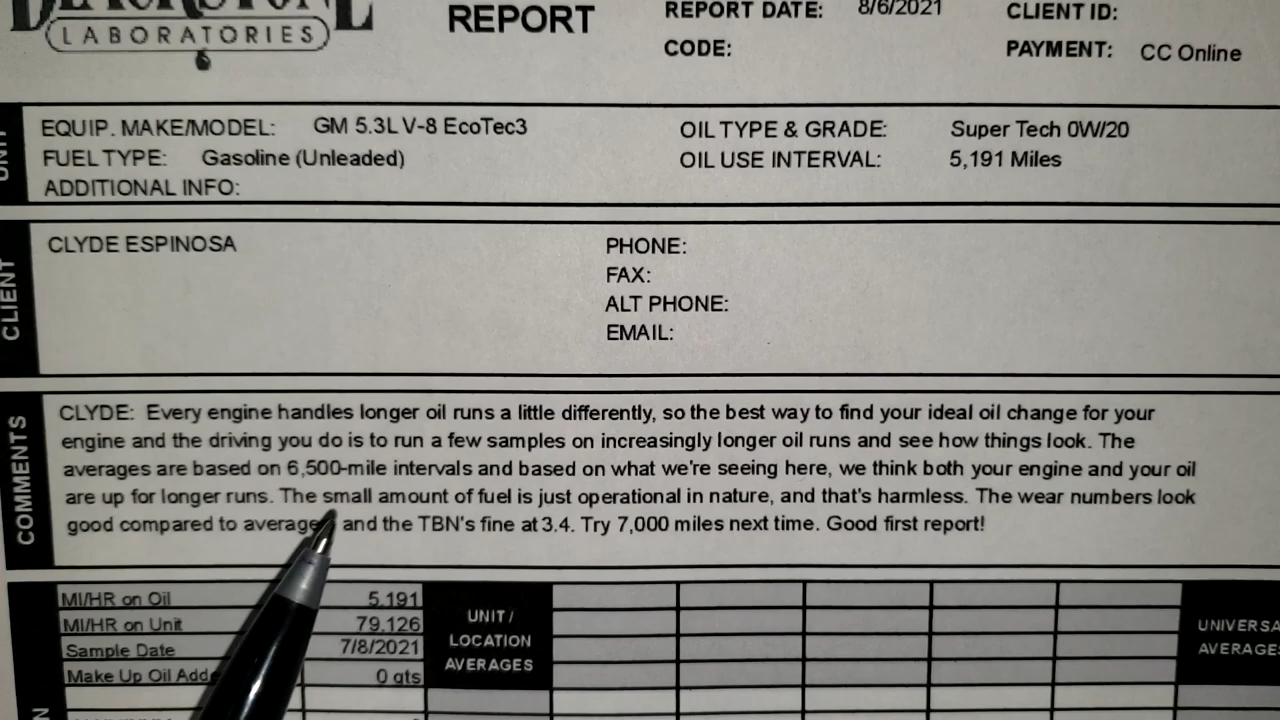 BLACKSTONE
LABORATORIES
REPORT
REPORT DATE: 8/6/2021
CLIENT ID:
CODE:
PAYMENT: CC Online
UNIT
EQUIP. MAKE/MODEL: GM 5.3L V-8 EcoTec3
OIL TYPE & GRADE: Super Tech 0W/20
FUEL TYPE: Gasoline (Unleaded)
OIL USE INTERVAL: 5,191 Miles
ADDITIONAL INFO:
CLIENT
CLYDE ESPINOSA
PHONE:
FAX:
ALT PHONE:
EMAIL:
COMMENTS
CLYDE: Every engine handles longer oil runs a little differently, so the best way to find your ideal oil change for your
engine and the driving you do is to run a few samples on increasingly longer oil runs and see how things look. The
averages are based on 6,500-mile intervals and based on what we're seeing here, we think both your engine and your oil
are up for longer runs. The small amount of fuel is just operational in nature, and that's harmless. The wear numbers look
good compared to averages and the TBN's fine at 3.4. Try 7,000 miles next time. Good first report!
MI/HR on Oil 5,191
MI/HR on Unit 79,126
Sample Date 7/8/2021
Make Up Oil Adde 0 qts
UNIT /
LOCATION
AVERAGES
UNIVERSA
AVERAGE